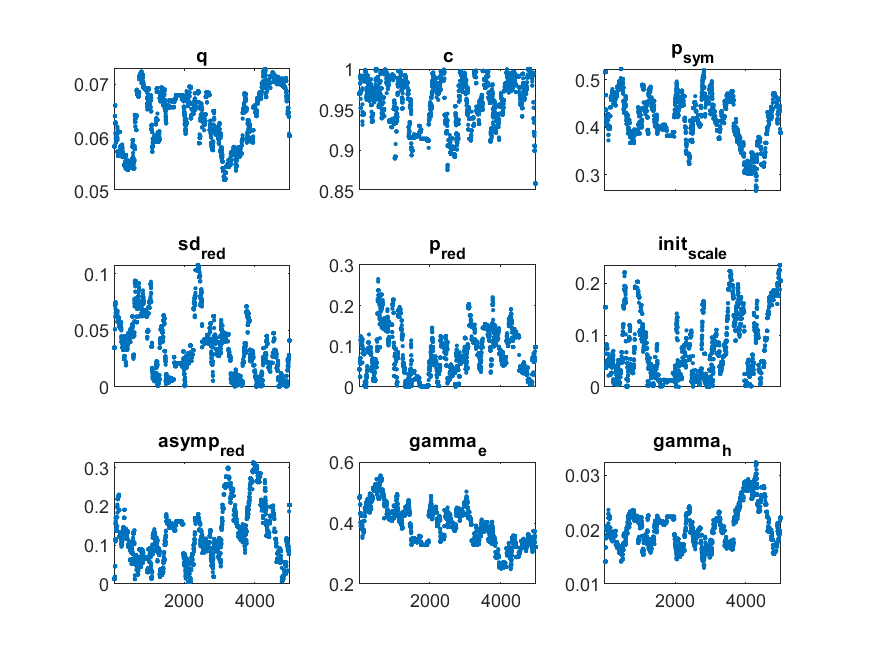 q c p_sym
0.07 0.06 0.05
1 0.95 0.9 0.85
0.5 0.4 0.3
sd_red p_red init_scale
0.1 0.05 0
0.3 0.2 0.1 0
0.2 0.1 0
asymp_red gamma_e gamma_h
0.3 0.2 0.1 0
0.6 0.4 0.2
0.03 0.02 0.01
2000 4000 2000 4000 2000 4000